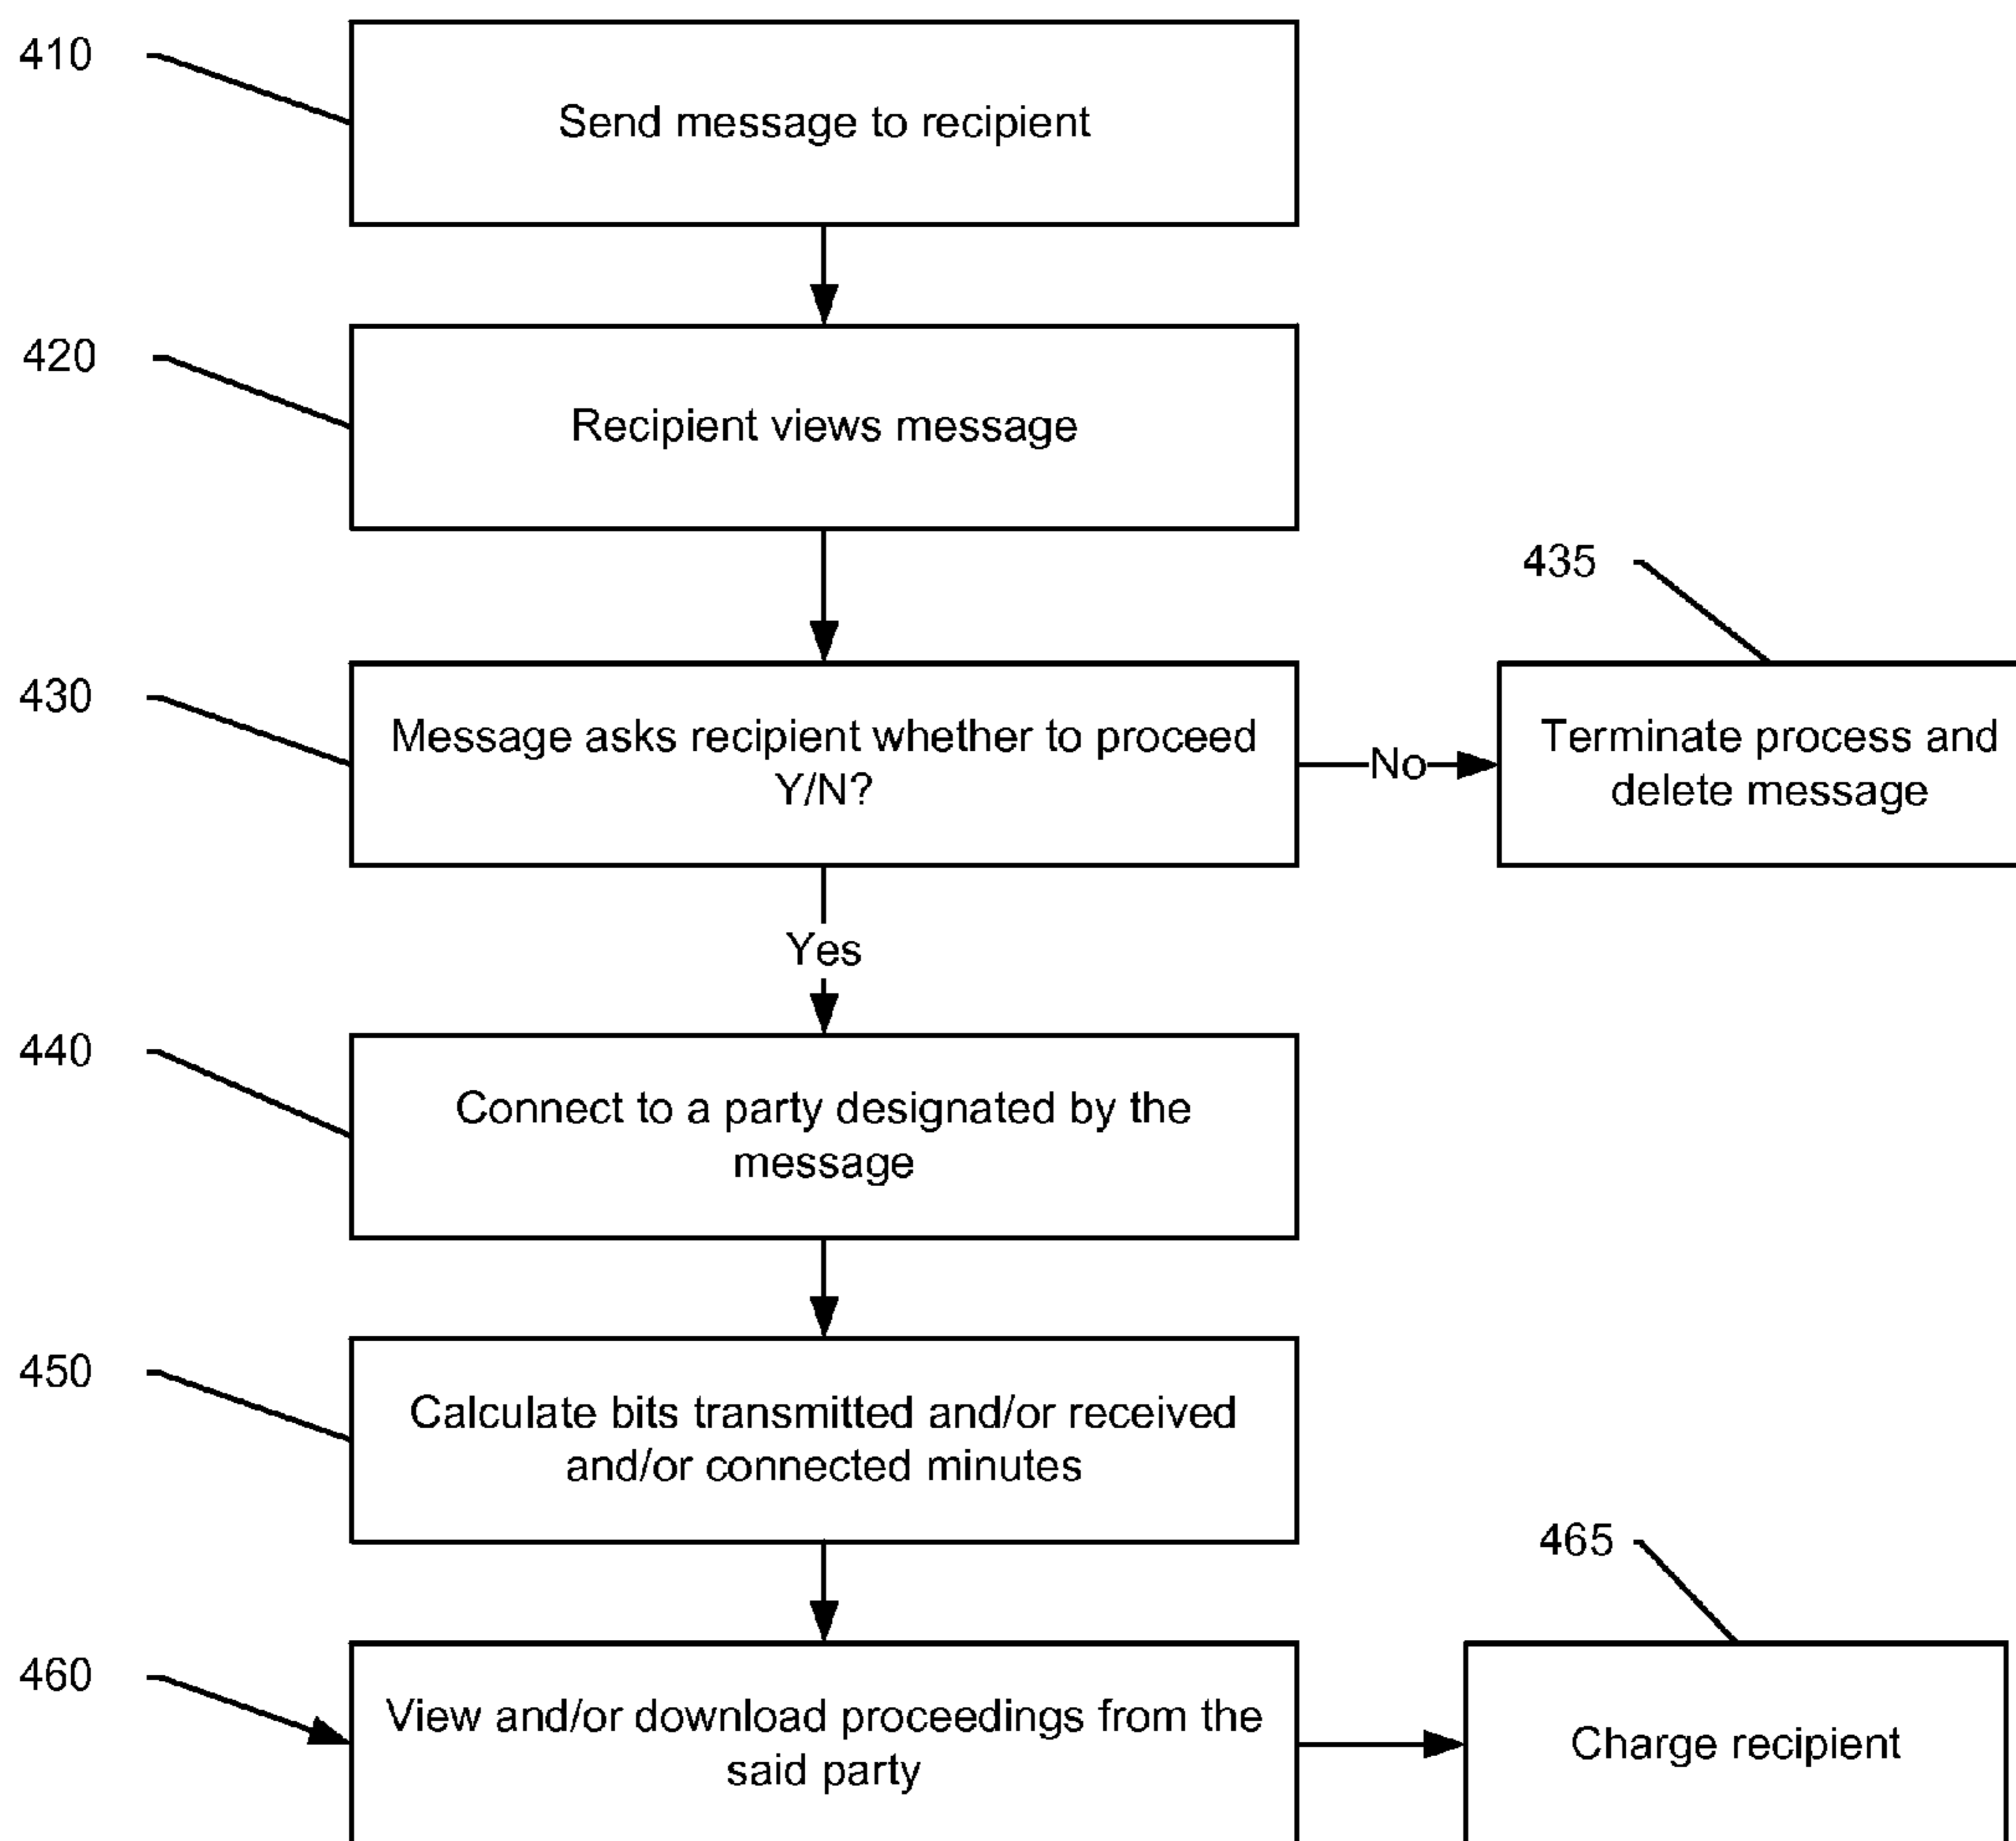 410
Send message to recipient
420
Recipient views message
435
430
Message asks recipient whether to proceed
Y/N?
No
Terminate process and
delete message
Yes
440
Connect to a party designated by the
message
450
Calculate bits transmitted and/or received
and/or connected minutes
465
460
View and/or download proceedings from the
said party
Charge recipient